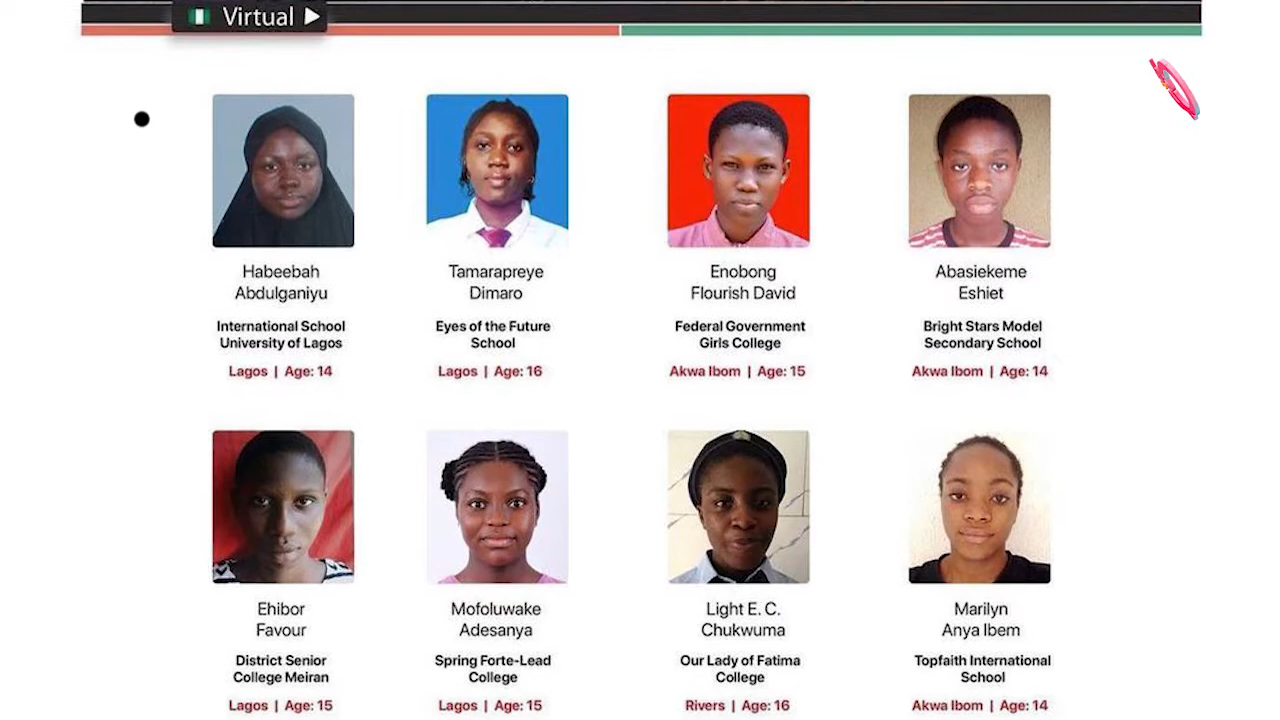 Virtual
Habeebah
Abdulganiyu
International School
University of Lagos
Lagos | Age: 14
Tamarapreye
Dimaro
Eyes of the Future
School
Lagos | Age: 16
Enobong
Flourish David
Federal Government
Girls College
Akwa Ibom | Age: 15
Abasiekeme
Eshiet
Bright Stars Model
Secondary School
Akwa Ibom | Age: 14
Ehibor
Favour
District Senior
College Meiran
Lagos | Age: 15
Mofoluwake
Adesanya
Spring Forte-Lead
College
Lagos | Age: 15
Light E. C.
Chukwuma
Our Lady of Fatima
College
Rivers | Age: 16
Marilyn
Anya Ibem
Topfaith International
School
Akwa Ibom | Age: 14